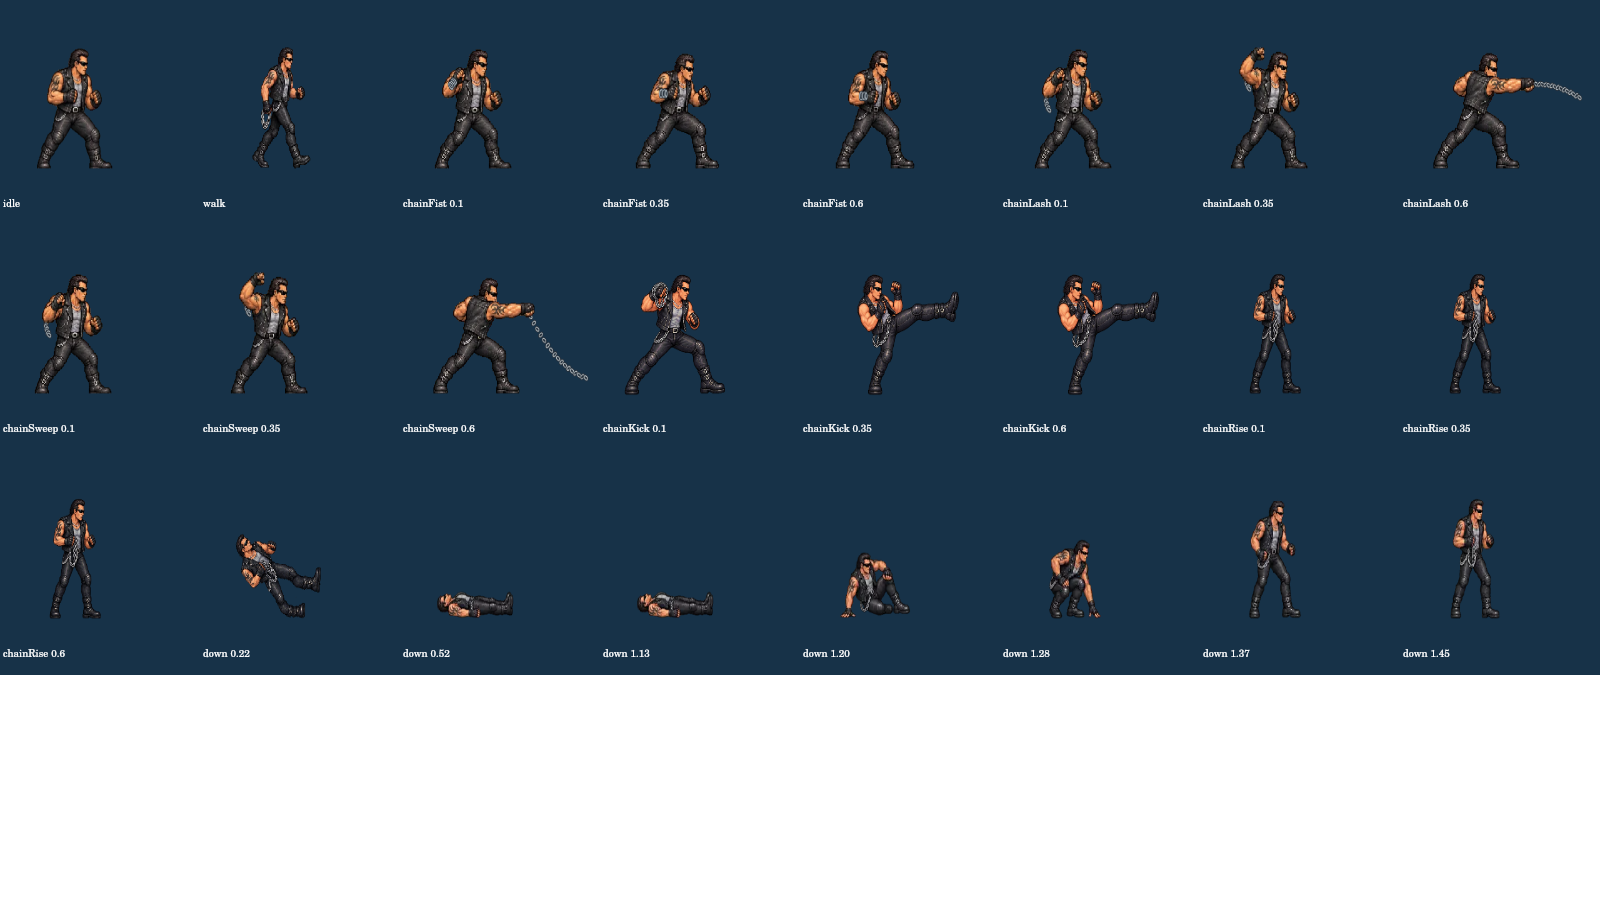 idle
walk
chainFist 0.1
chainFist 0.35
chainFist 0.6
chainLash 0.1
chainLash 0.35
chainLash 0.6
chainSweep 0.1
chainSweep 0.35
chainSweep 0.6
chainKick 0.1
chainKick 0.35
chainKick 0.6
chainRise 0.1
chainRise 0.35
chainRise 0.6
down 0.22
down 0.52
down 1.13
down 1.20
down 1.28
down 1.37
down 1.45